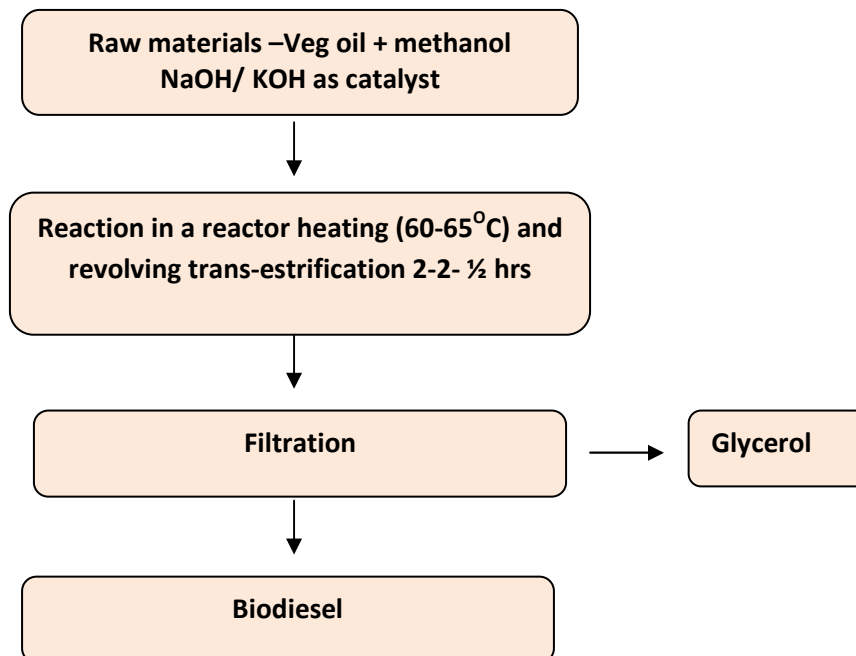 Raw materials –Veg oil + methanol
NaOH/ KOH as catalyst
Reaction in a reactor heating (60-65⁰C) and
revolving trans-estrification 2-2- ½ hrs
Filtration
Glycerol
Biodiesel